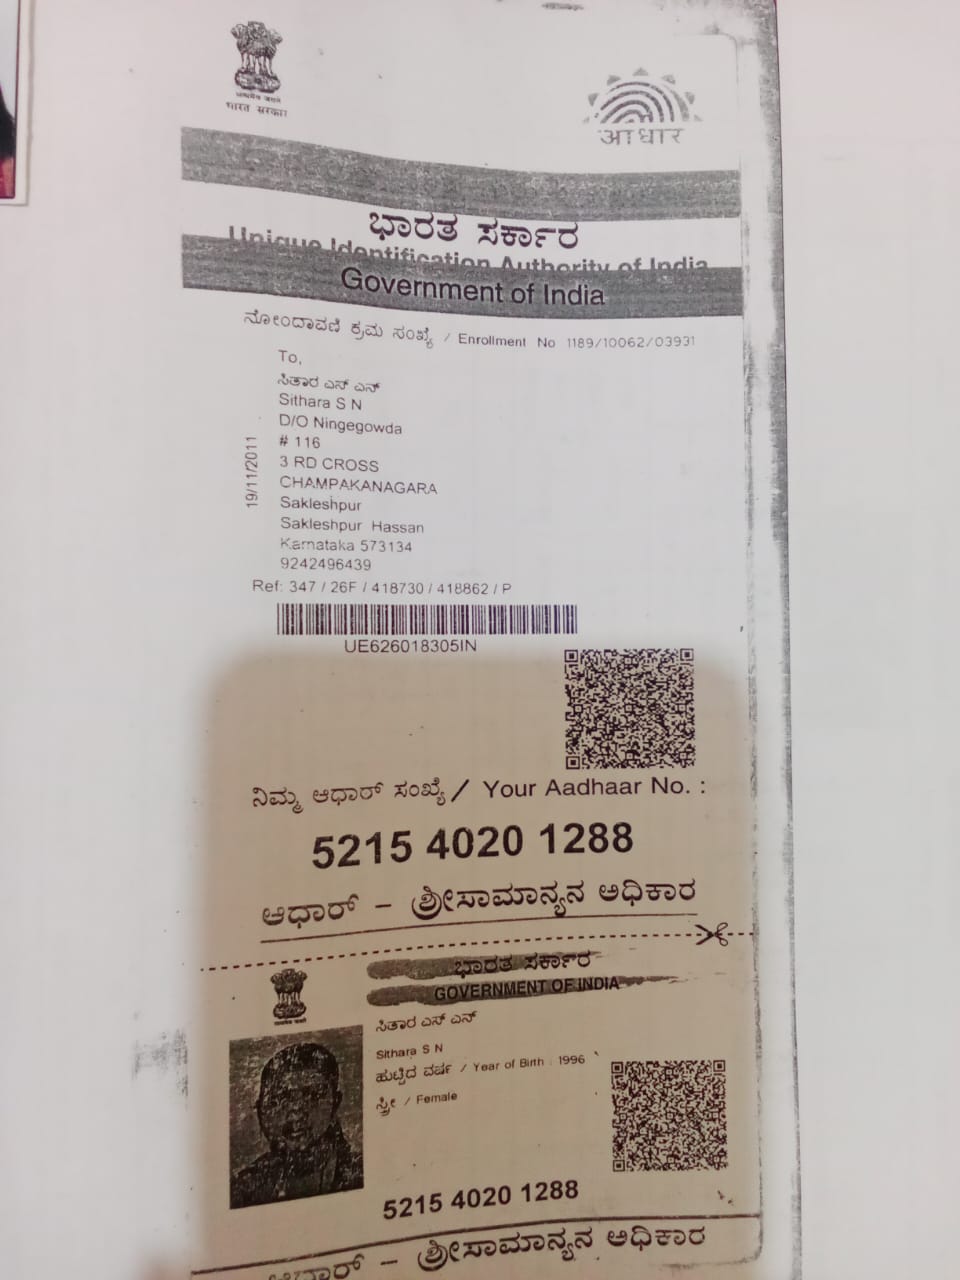 भारत सरकार
आधार
ಭಾರತ ಸರ್ಕಾರ
Unique Identification Authority of India
Government of India
ನೋಂದಾವಣಿ ಕ್ರಮ ಸಂಖ್ಯೆ / Enrollment No 1189/10062/03931
To,
ಸಿತಾರ ಎಸ್ ಎನ್
Sithara S N
D/O Ningegowda
# 116
3 RD CROSS
CHAMPAKANAGARA
Sakleshpur
Sakleshpur Hassan
Karnataka 573134
9242496439
19/11/2011
Ref: 347 / 26F / 418730 / 418862 / P
UE626018305IN
ನಿಮ್ಮ ಆಧಾರ್ ಸಂಖ್ಯೆ / Your Aadhaar No. :
5215 4020 1288
ಆಧಾರ್ – ಶ್ರೀಸಾಮಾನ್ಯನ ಅಧಿಕಾರ
ಭಾರತ ಸರ್ಕಾರ
GOVERNMENT OF INDIA
ಸಿತಾರ ಎಸ್ ಎನ್
Sithara S N
ಹುಟ್ಟಿದ ವರ್ಷ / Year of Birth : 1996
ಸ್ತ್ರೀ / Female
5215 4020 1288
ಆಧಾರ್ – ಶ್ರೀಸಾಮಾನ್ಯನ ಅಧಿಕಾರ